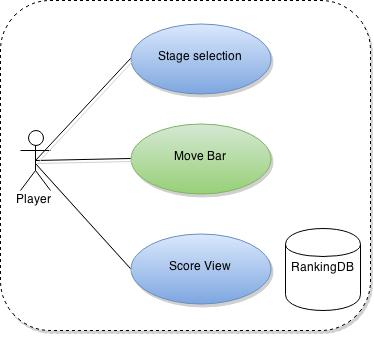 Stage selection
Move Bar
Player
Score View
RankingDB